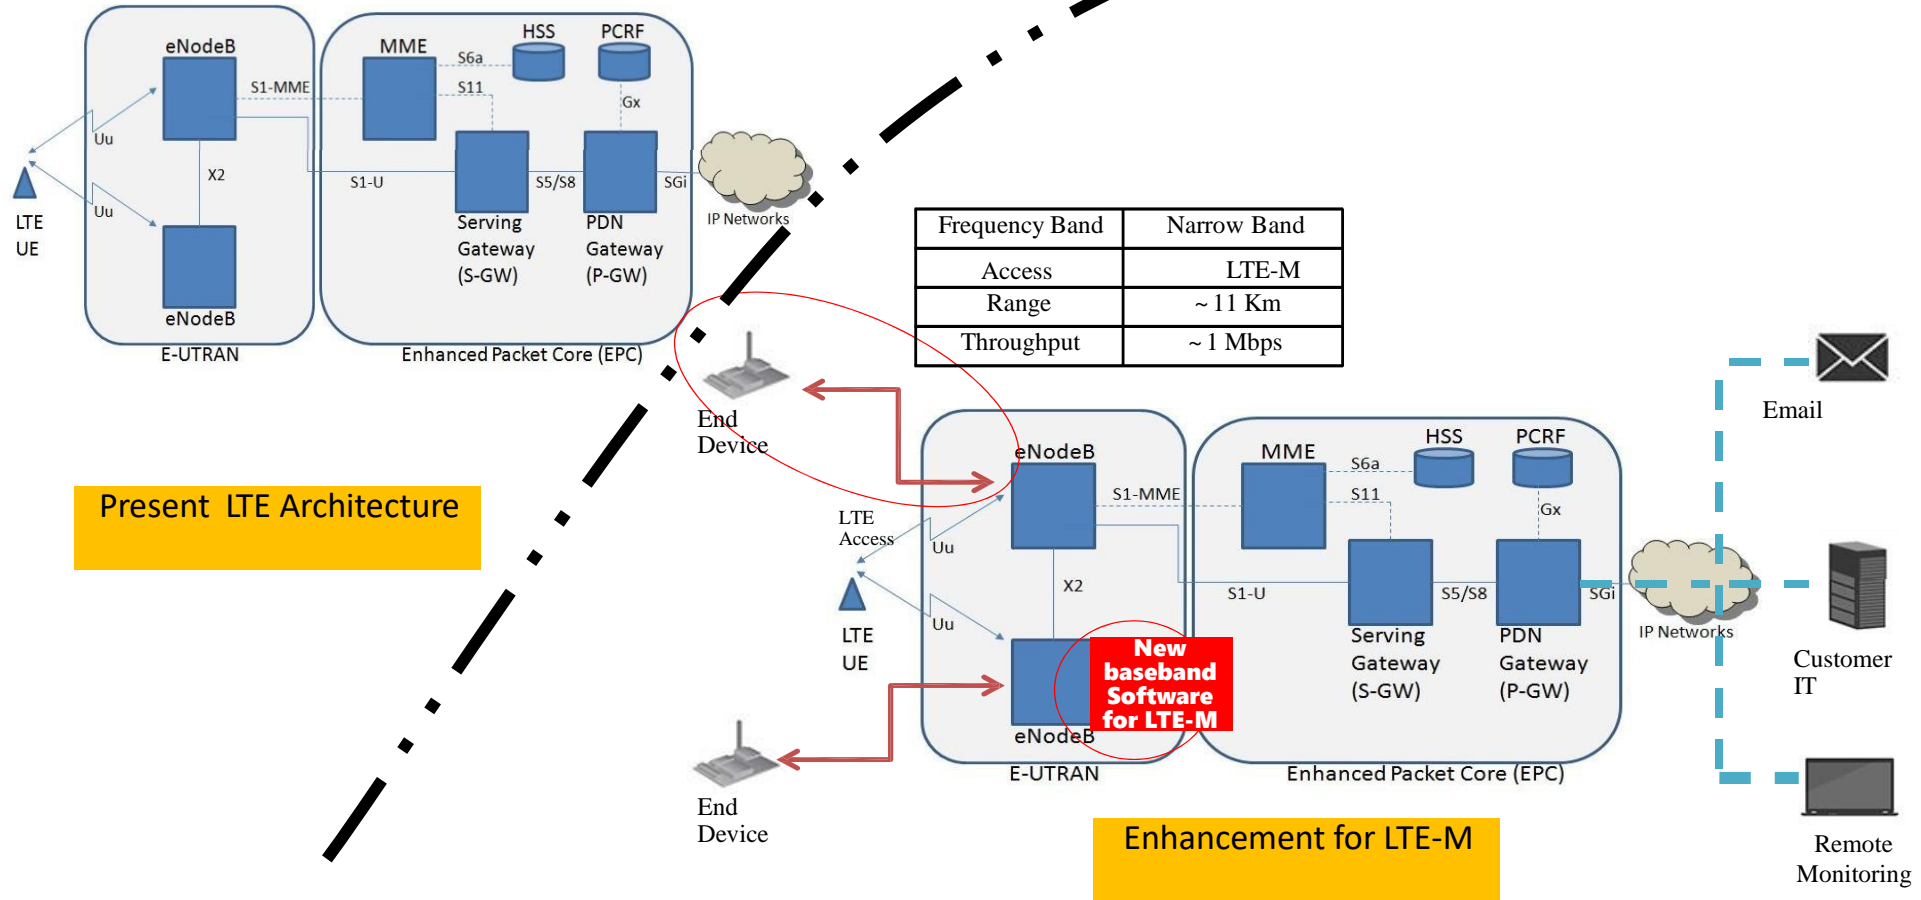 eNodeB
MME
HSS
PCRF
S6a
S1-MME
S11
Gx
Uu
X2
S1-U
S5/S8
SGi
Uu
LTE
UE
IP Networks
Serving
Gateway
(S-GW)
PDN
Gateway
(P-GW)
eNodeB
E-UTRAN
Enhanced Packet Core (EPC)
Present LTE Architecture
Frequency Band Narrow Band
Access LTE-M
Range ~ 11 Km
Throughput ~ 1 Mbps
End
Device
eNodeB
MME
HSS
PCRF
S6a
S1-MME
S11
Gx
LTE
Access
Uu
X2
S1-U
S5/S8
SGi
Uu
LTE
UE
IP Networks
New
baseband
Software
for LTE-M
Serving
Gateway
(S-GW)
PDN
Gateway
(P-GW)
eNodeB
E-UTRAN
Enhanced Packet Core (EPC)
End
Device
Email
Customer
IT
Remote
Monitoring
Enhancement for LTE-M